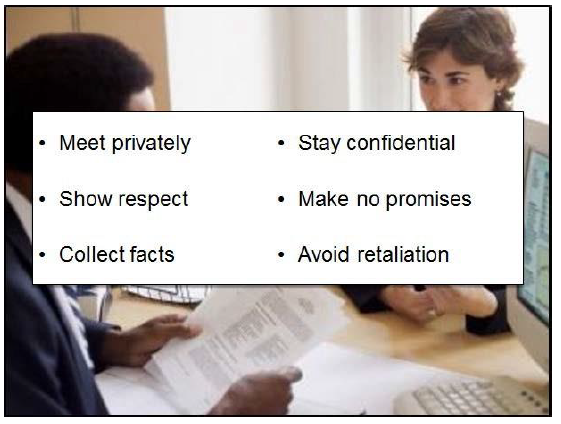 • Meet privately
• Show respect
• Collect facts
• Stay confidential
• Make no promises
• Avoid retaliation